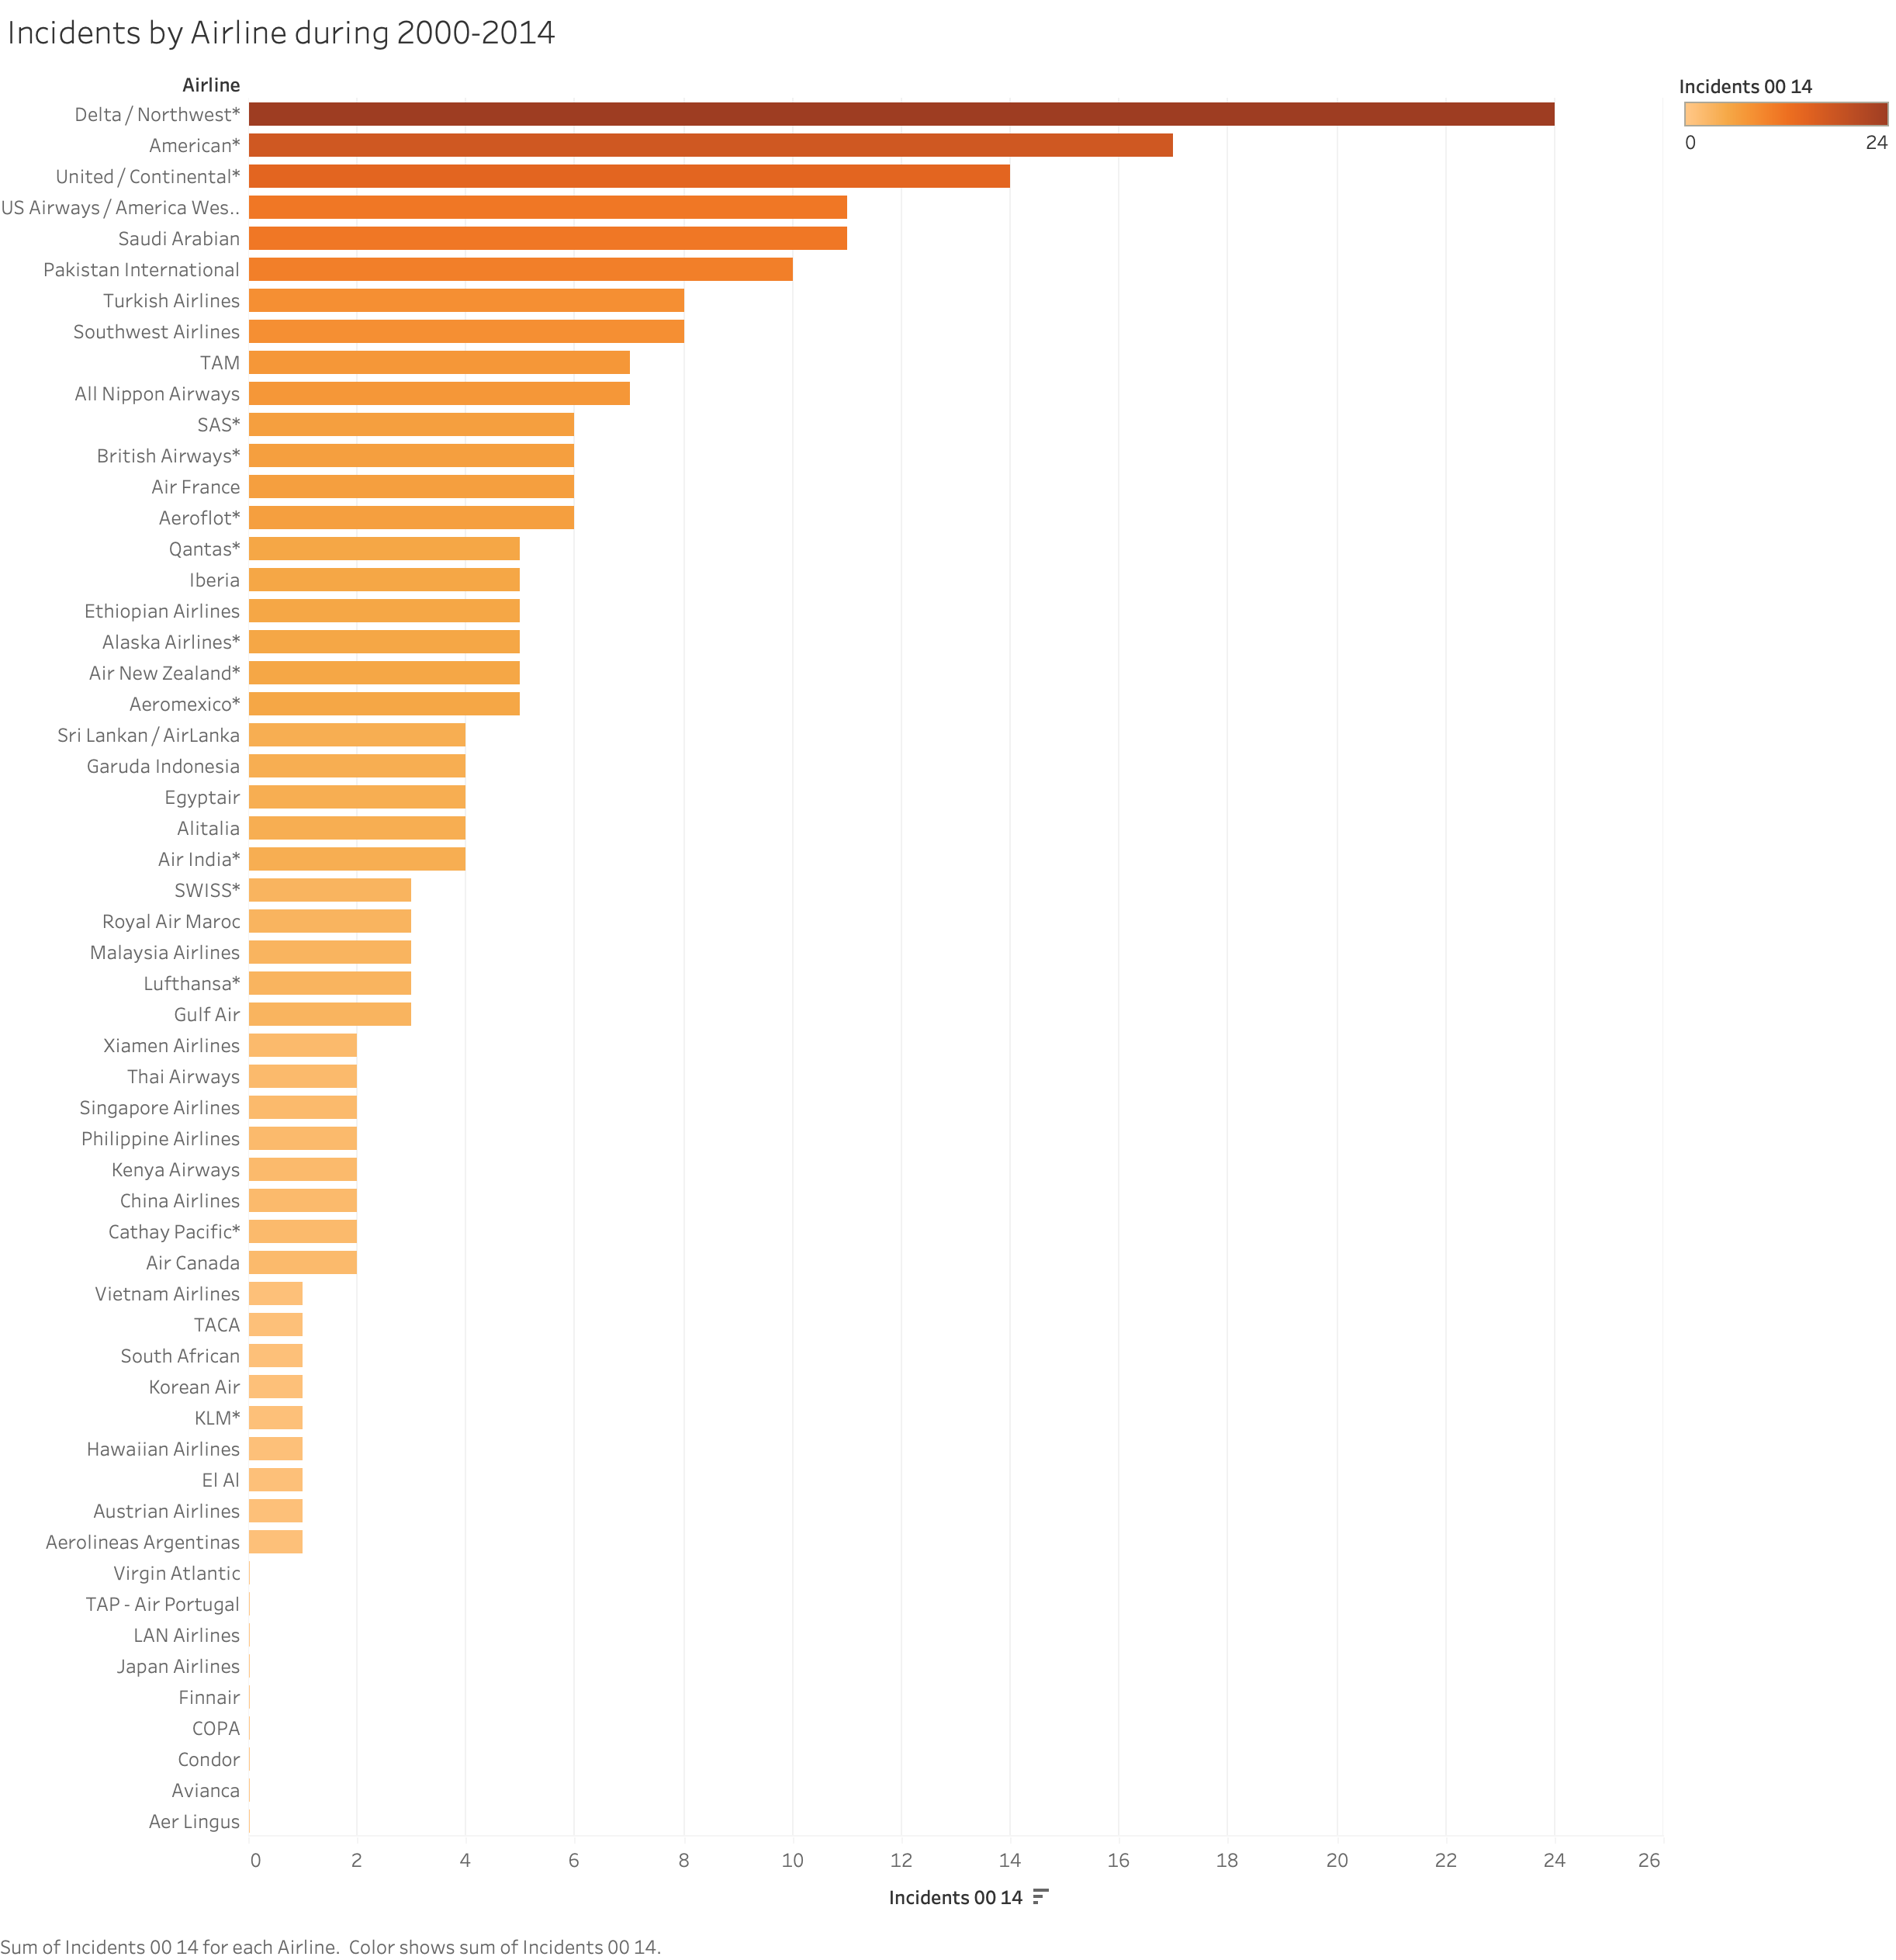 Incidents by Airline during 2000-2014
Airline
Incidents 00 14
0 24
Delta / Northwest*
American*
United / Continental*
US Airways / America Wes..
Saudi Arabian
Pakistan International
Turkish Airlines
Southwest Airlines
TAM
All Nippon Airways
SAS*
British Airways*
Air France
Aeroflot*
Qantas*
Iberia
Ethiopian Airlines
Alaska Airlines*
Air New Zealand*
Aeromexico*
Sri Lankan / AirLanka
Garuda Indonesia
Egyptair
Alitalia
Air India*
SWISS*
Royal Air Maroc
Malaysia Airlines
Lufthansa*
Gulf Air
Xiamen Airlines
Thai Airways
Singapore Airlines
Philippine Airlines
Kenya Airways
China Airlines
Cathay Pacific*
Air Canada
Vietnam Airlines
TACA
South African
Korean Air
KLM*
Hawaiian Airlines
El Al
Austrian Airlines
Aerolineas Argentinas
Virgin Atlantic
TAP - Air Portugal
LAN Airlines
Japan Airlines
Finnair
COPA
Condor
Avianca
Aer Lingus
0 2 4 6 8 10 12 14 16 18 20 22 24 26
Incidents 00 14
Sum of Incidents 00 14 for each Airline. Color shows sum of Incidents 00 14.